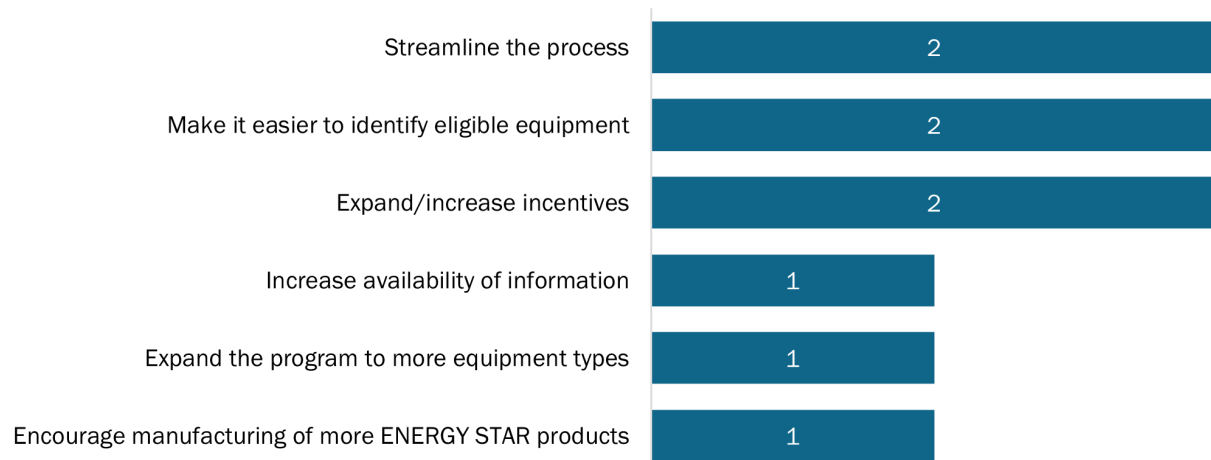 Streamline the process 2
Make it easier to identify eligible equipment 2
Expand/increase incentives 2
Increase availability of information 1
Expand the program to more equipment types 1
Encourage manufacturing of more ENERGY STAR products 1